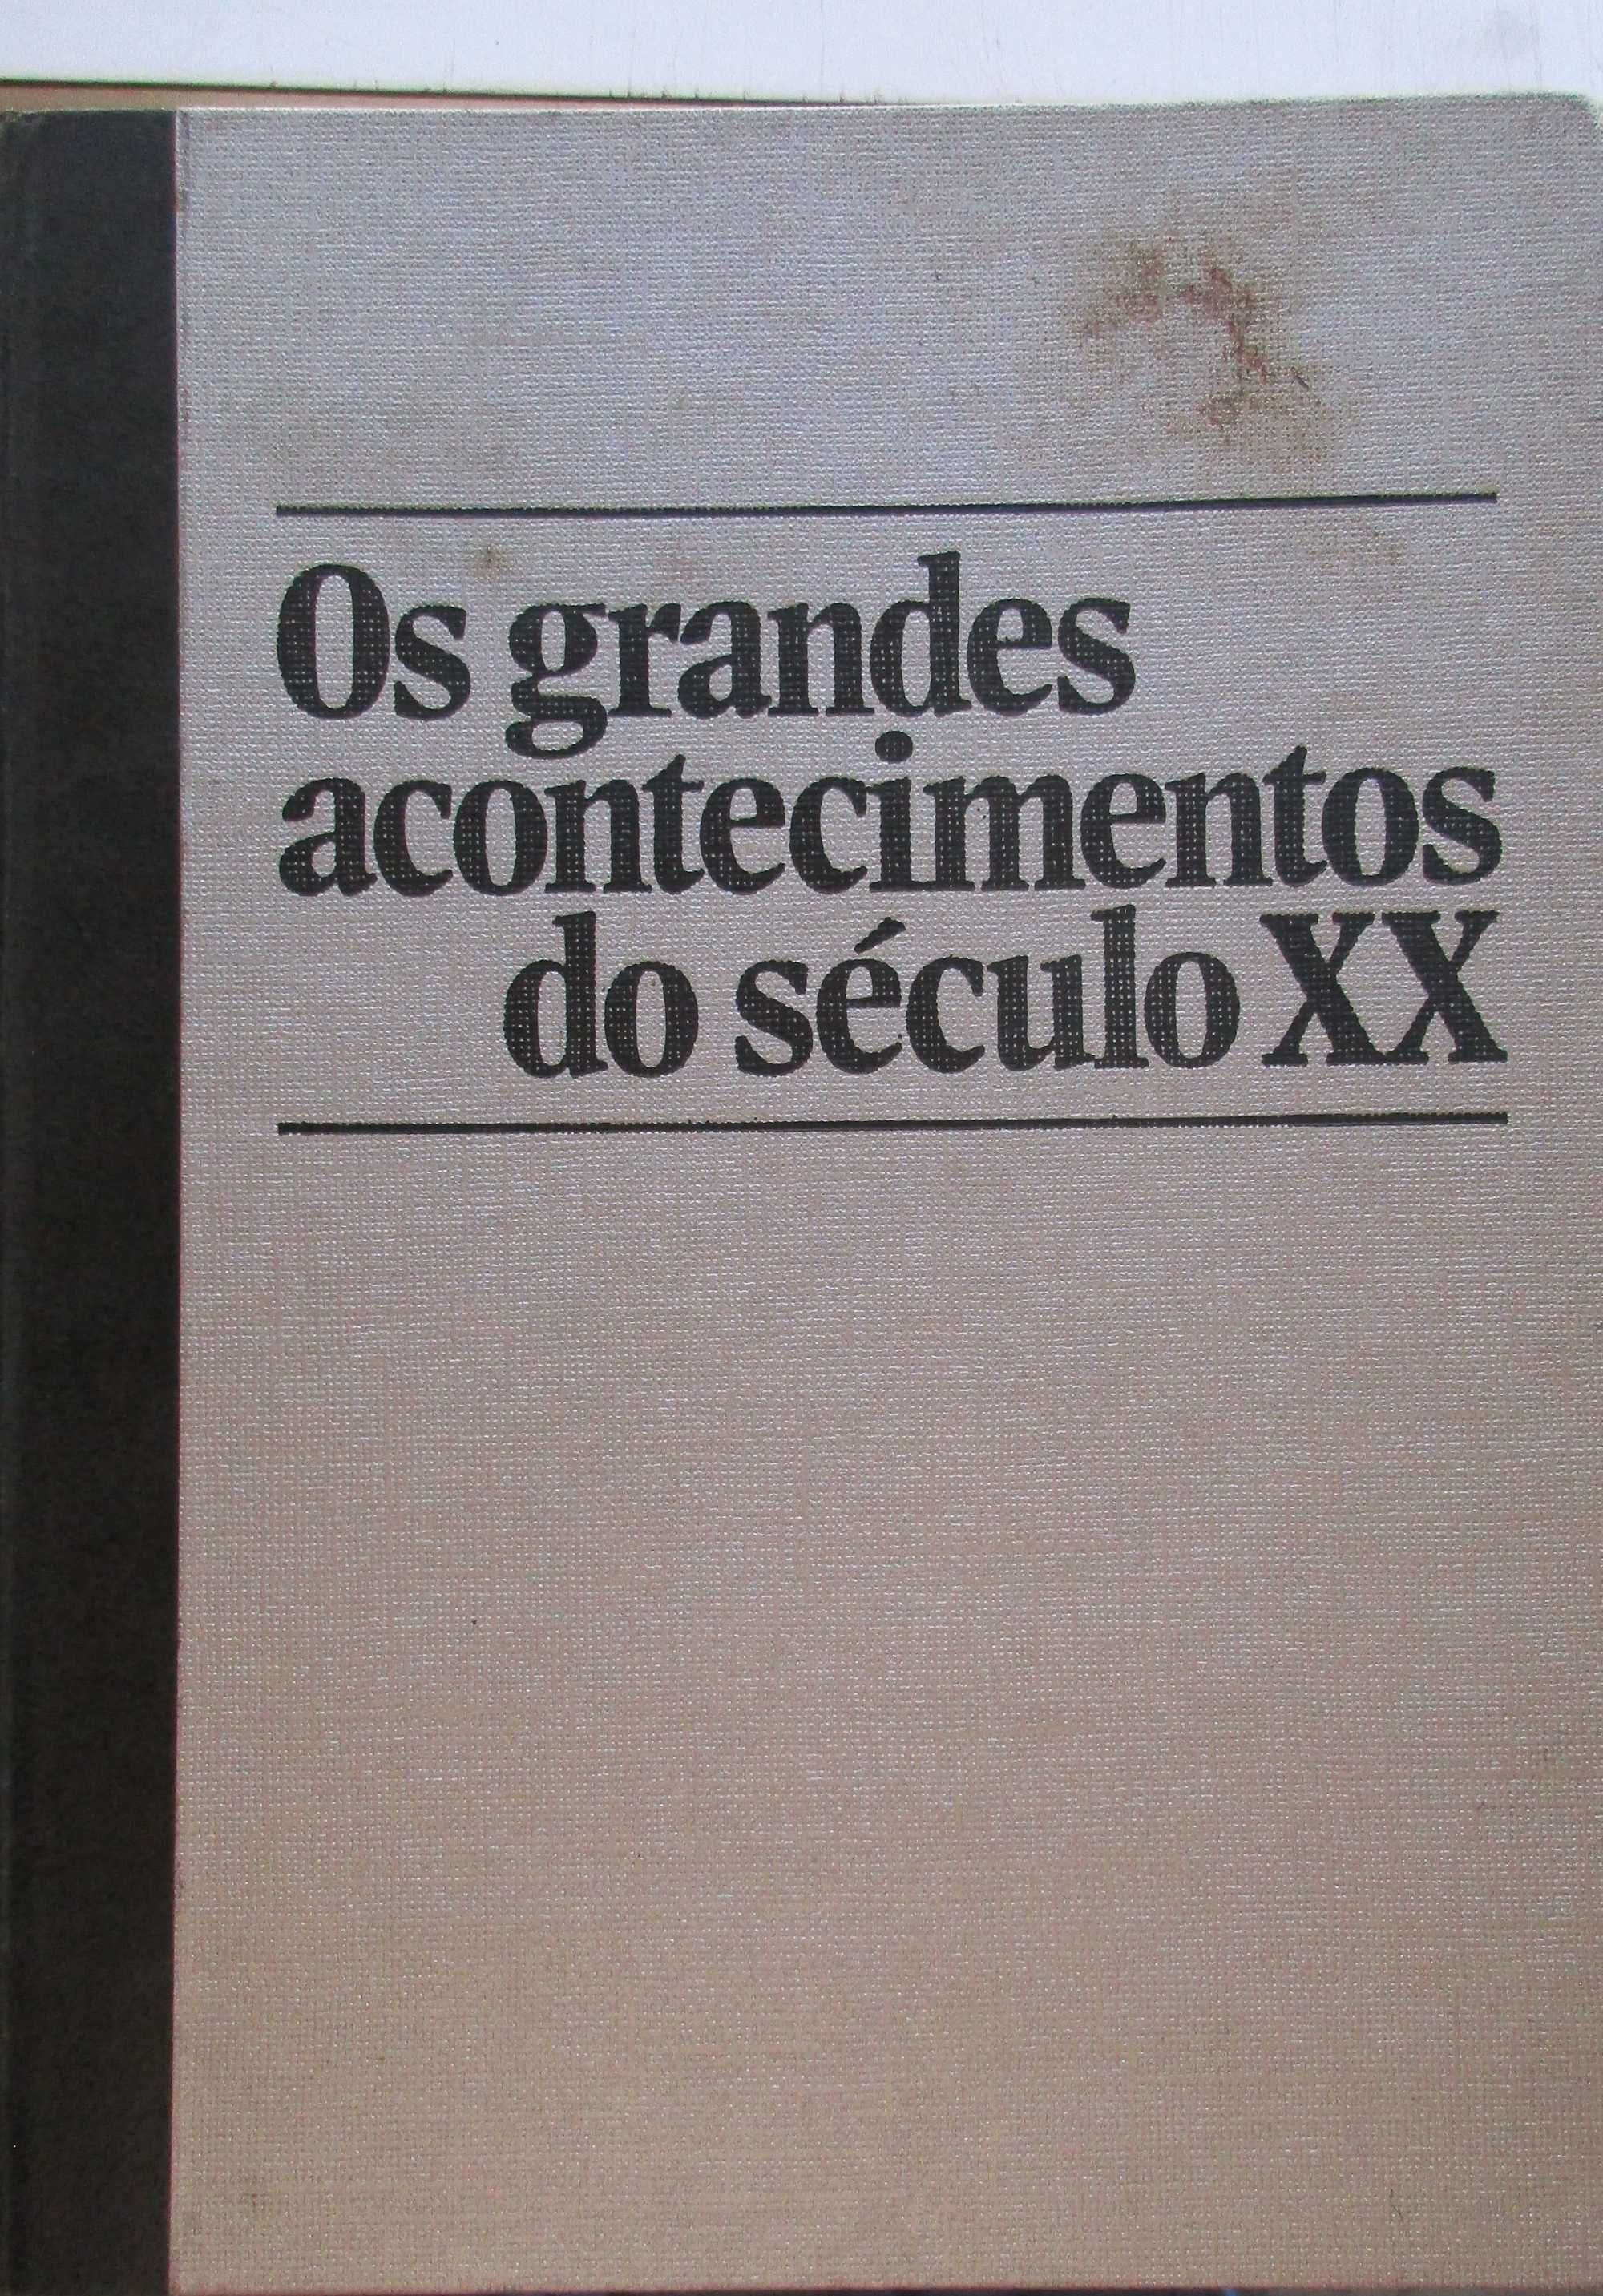 Os grandes
acontecimentos
do século XX